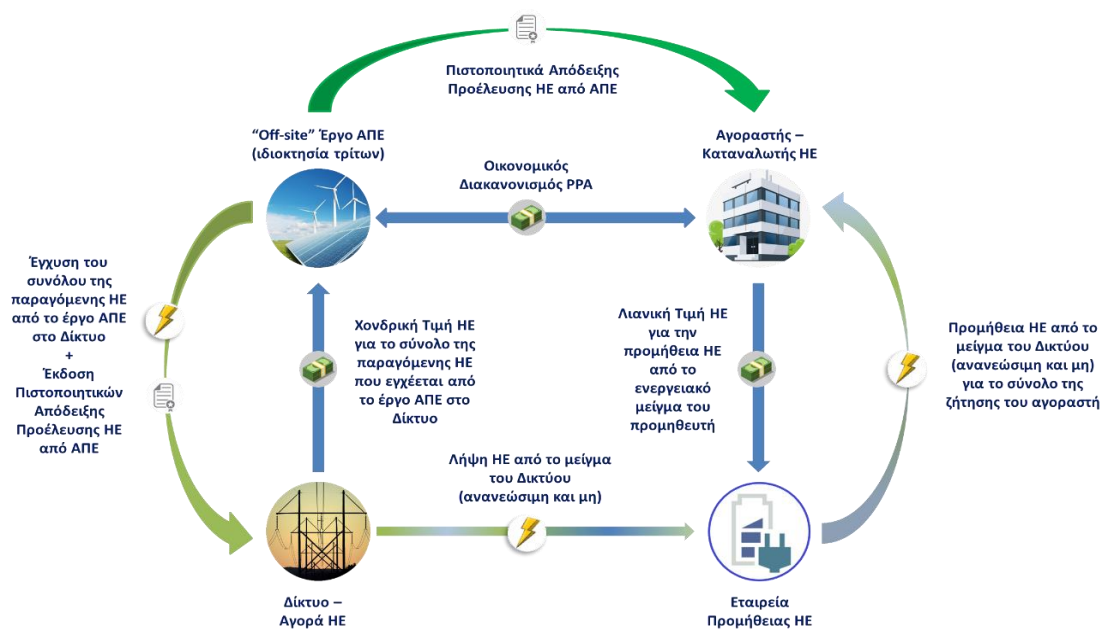 Πιστοποιητικά Απόδειξης
Προέλευσης ΗΕ από ΑΠΕ
“Off-site” Έργο ΑΠΕ
(ιδιοκτησία τρίτων)
Αγοραστής –
Καταναλωτής ΗΕ
Οικονομικός
Διακανονισμός PPA
Έγχυση του
συνόλου της
παραγόμενης ΗΕ
από το έργο ΑΠΕ
στο Δίκτυο
+
Έκδοση
Πιστοποιητικών
Απόδειξης
Προέλευσης ΗΕ
από ΑΠΕ
Χονδρική Τιμή ΗΕ
για το σύνολο της
παραγόμενης ΗΕ
που εγχέεται από
το έργο ΑΠΕ στο
Δίκτυο
Λιανική Τιμή ΗΕ
για την
προμήθεια ΗΕ
από το
ενεργειακό
μείγμα του
προμηθευτή
Προμήθεια ΗΕ από το
μείγμα του Δικτύου
(ανανεώσιμη και μη)
για το σύνολο της
ζήτησης του αγοραστή
Λήψη ΗΕ από το μείγμα
του Δικτύου
(ανανεώσιμη και μη)
Δίκτυο –
Αγορά ΗΕ
Εταιρεία
Προμήθειας ΗΕ